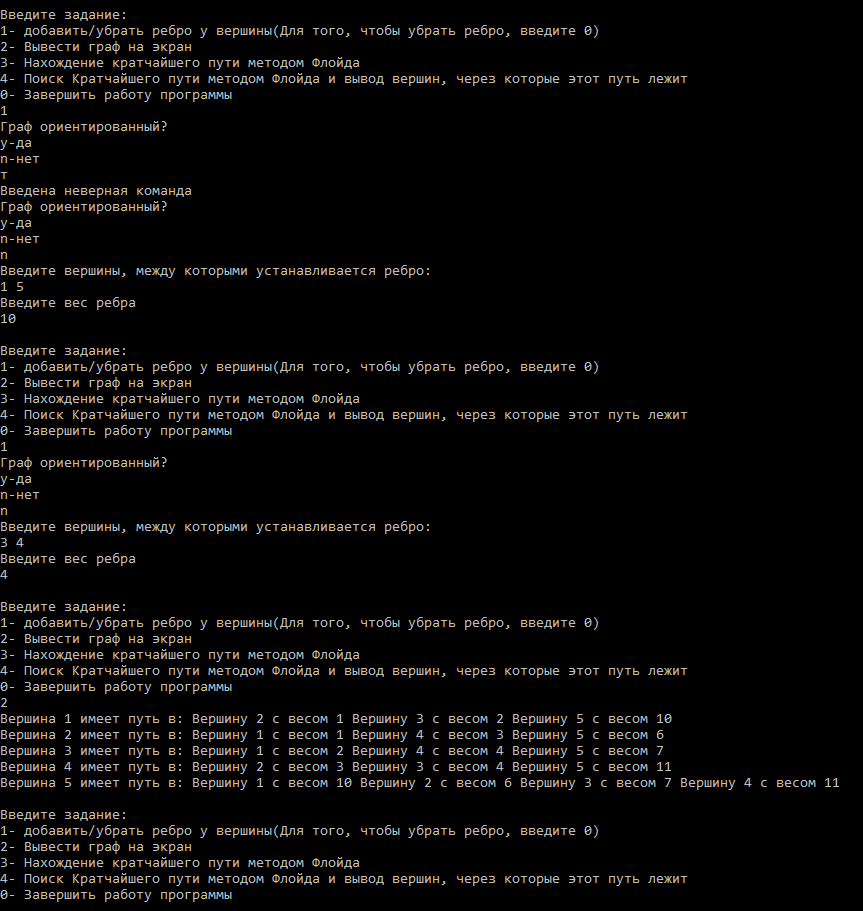 Введите задание:
1- добавить/убрать ребро у вершины(Для того, чтобы убрать ребро, введите 0)
2- Вывести граф на экран
3- Нахождение кратчайшего пути методом Флойда
4- Поиск Кратчайшего пути методом Флойда и вывод вершин, через которые этот путь лежит
0- Завершить работу программы
1
Граф ориентированный?
y-да
n-нет
т
Введена неверная команда
Граф ориентированный?
y-да
n-нет
n
Введите вершины, между которыми устанавливается ребро:
1 5
Введите вес ребра
10
Введите задание:
1- добавить/убрать ребро у вершины(Для того, чтобы убрать ребро, введите 0)
2- Вывести граф на экран
3- Нахождение кратчайшего пути методом Флойда
4- Поиск Кратчайшего пути методом Флойда и вывод вершин, через которые этот путь лежит
0- Завершить работу программы
1
Граф ориентированный?
y-да
n-нет
n
Введите вершины, между которыми устанавливается ребро:
3 4
Введите вес ребра
4
Введите задание:
1- добавить/убрать ребро у вершины(Для того, чтобы убрать ребро, введите 0)
2- Вывести граф на экран
3- Нахождение кратчайшего пути методом Флойда
4- Поиск Кратчайшего пути методом Флойда и вывод вершин, через которые этот путь лежит
0- Завершить работу программы
2
Вершина 1 имеет путь в: Вершину 2 с весом 1 Вершину 3 с весом 2 Вершину 5 с весом 10
Вершина 2 имеет путь в: Вершину 1 с весом 1 Вершину 4 с весом 3 Вершину 5 с весом 6
Вершина 3 имеет путь в: Вершину 1 с весом 2 Вершину 4 с весом 4 Вершину 5 с весом 7
Вершина 4 имеет путь в: Вершину 2 с весом 3 Вершину 3 с весом 4 Вершину 5 с весом 11
Вершина 5 имеет путь в: Вершину 1 с весом 10 Вершину 2 с весом 6 Вершину 3 с весом 7 Вершину 4 с весом 11
Введите задание:
1- добавить/убрать ребро у вершины(Для того, чтобы убрать ребро, введите 0)
2- Вывести граф на экран
3- Нахождение кратчайшего пути методом Флойда
4- Поиск Кратчайшего пути методом Флойда и вывод вершин, через которые этот путь лежит
0- Завершить работу программы